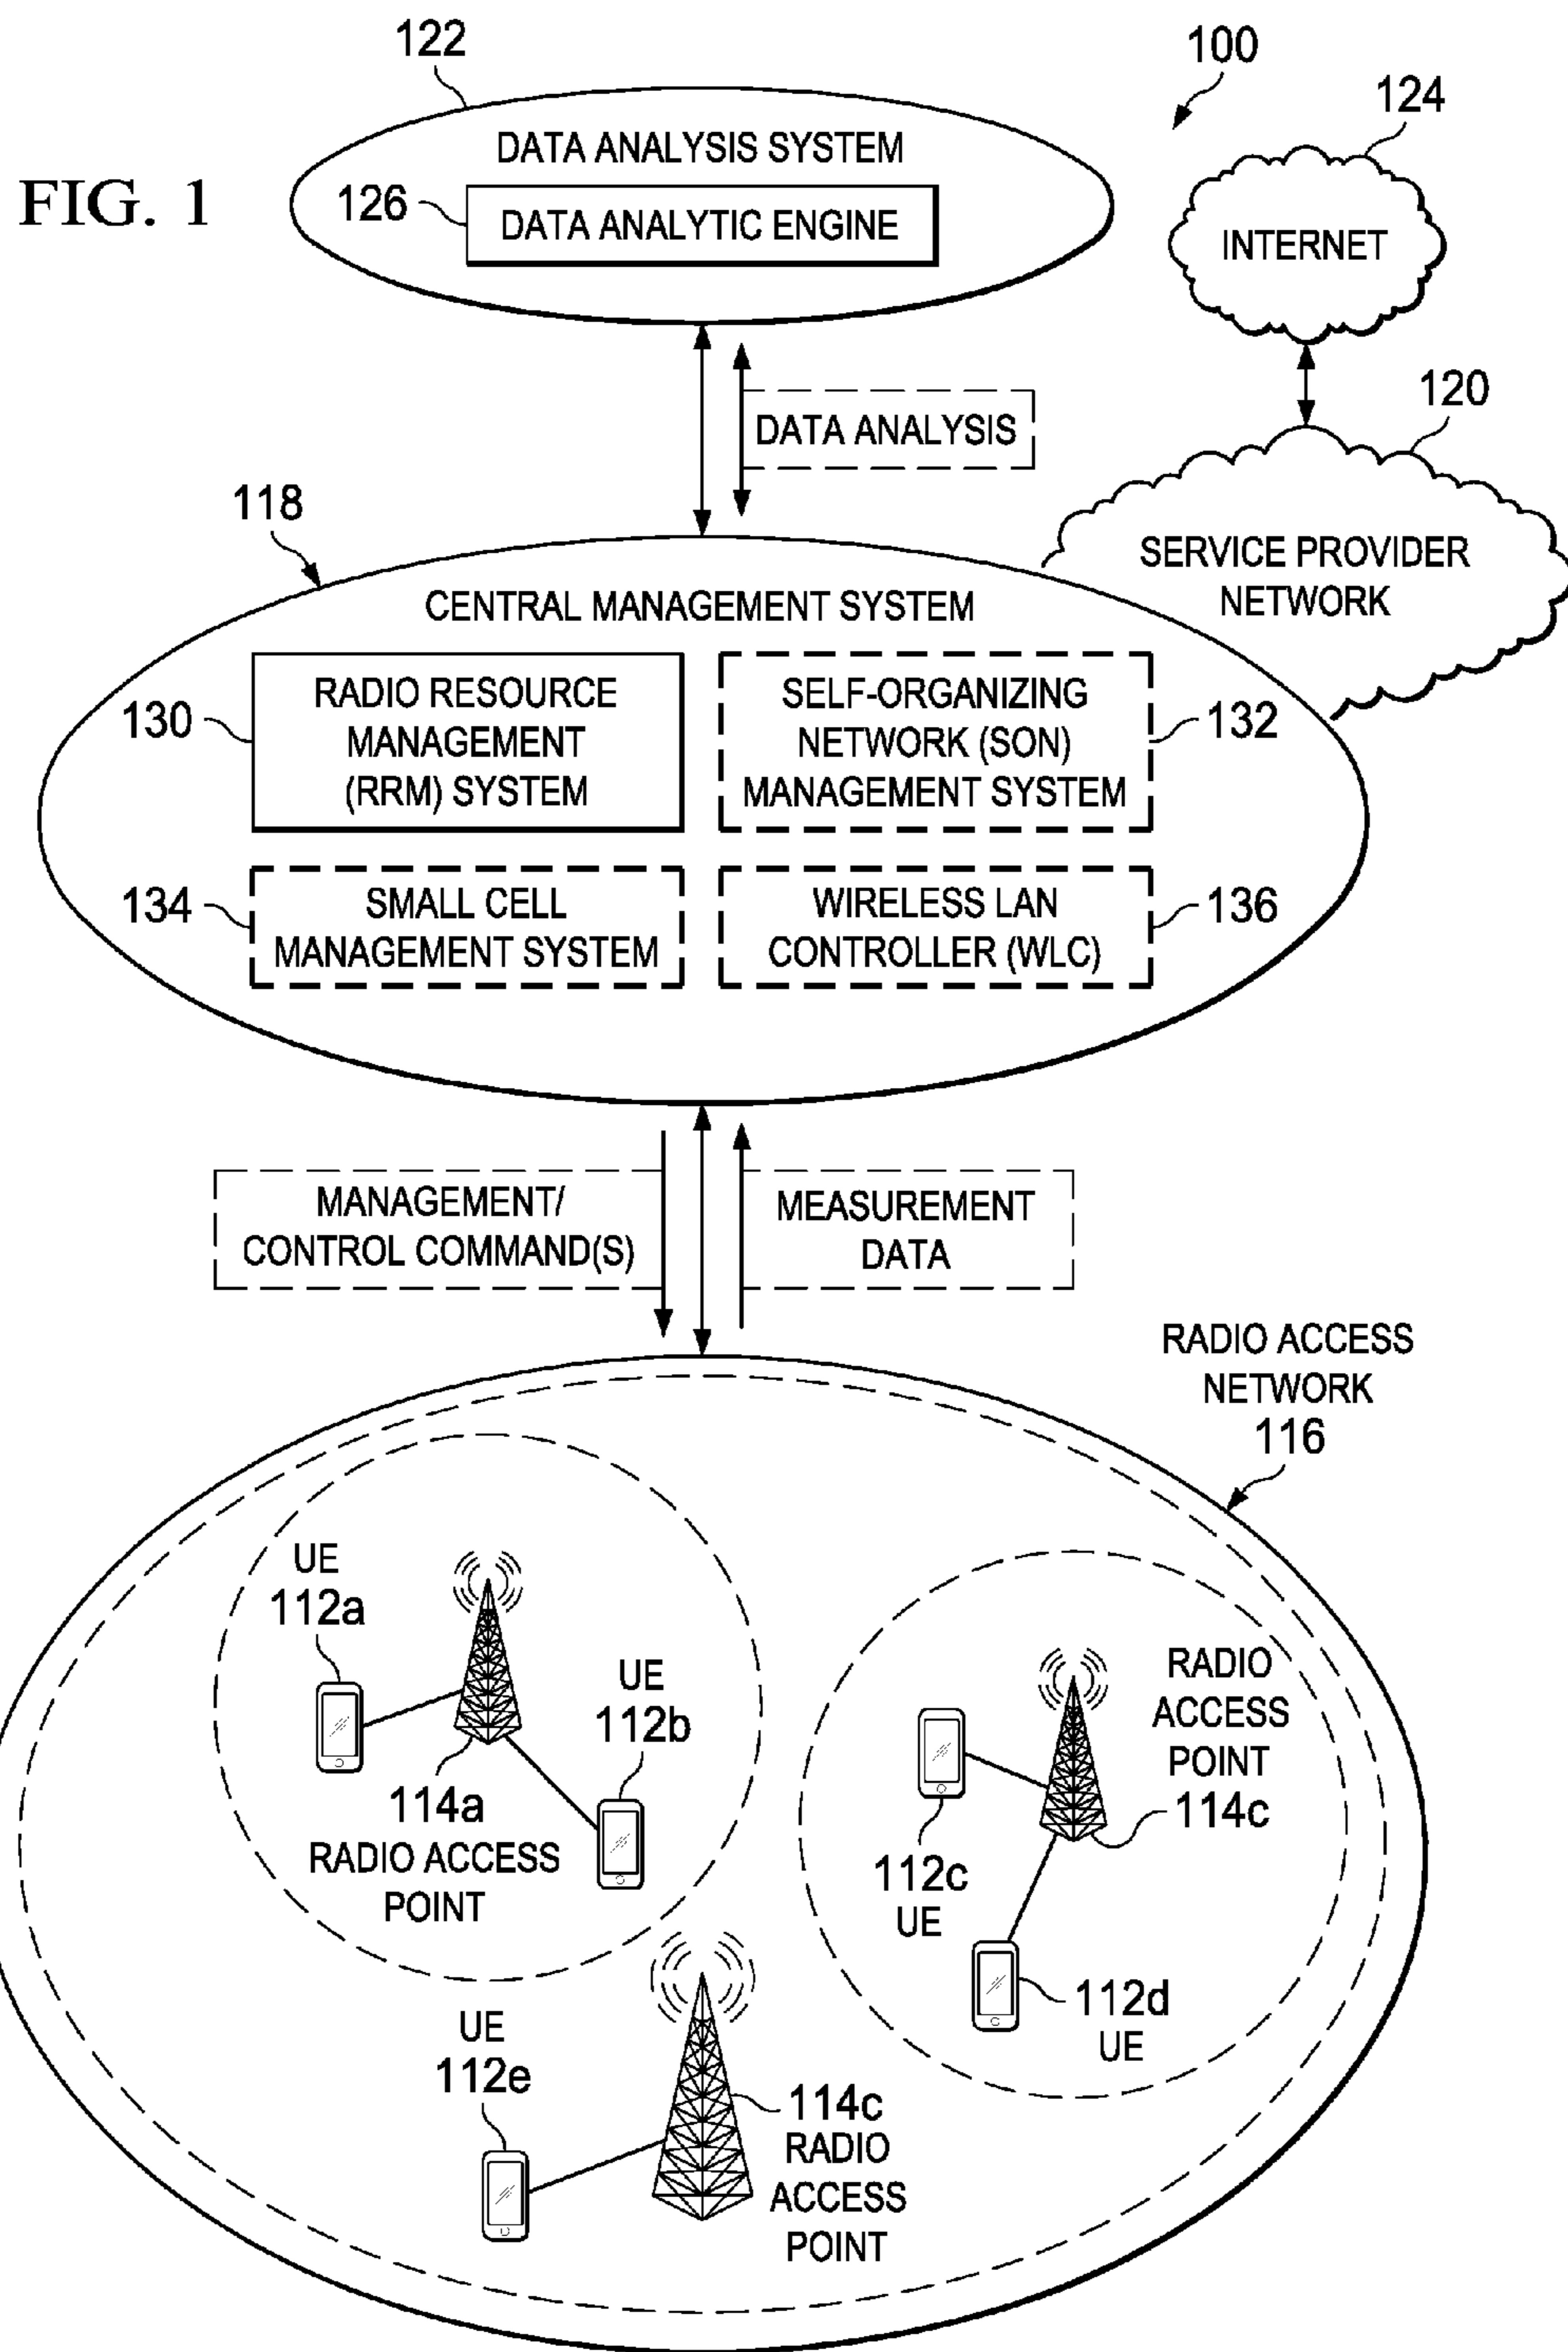 FIG. 1
122
100
124
DATA ANALYSIS SYSTEM
126
DATA ANALYTIC ENGINE
INTERNET
120
DATA ANALYSIS
118
SERVICE PROVIDER
NETWORK
CENTRAL MANAGEMENT SYSTEM
130
RADIO RESOURCE
MANAGEMENT
(RRM) SYSTEM
SELF-ORGANIZING
NETWORK (SON)
MANAGEMENT SYSTEM
132
134
SMALL CELL
MANAGEMENT SYSTEM
WIRELESS LAN
CONTROLLER (WLC)
136
MANAGEMENT/
CONTROL COMMAND(S)
MEASUREMENT
DATA
RADIO ACCESS
NETWORK
116
UE
112a
UE
112b
114a
RADIO ACCESS
POINT
RADIO
ACCESS
POINT
114c
112c
UE
112d
UE
UE
112e
114c
RADIO
ACCESS
POINT